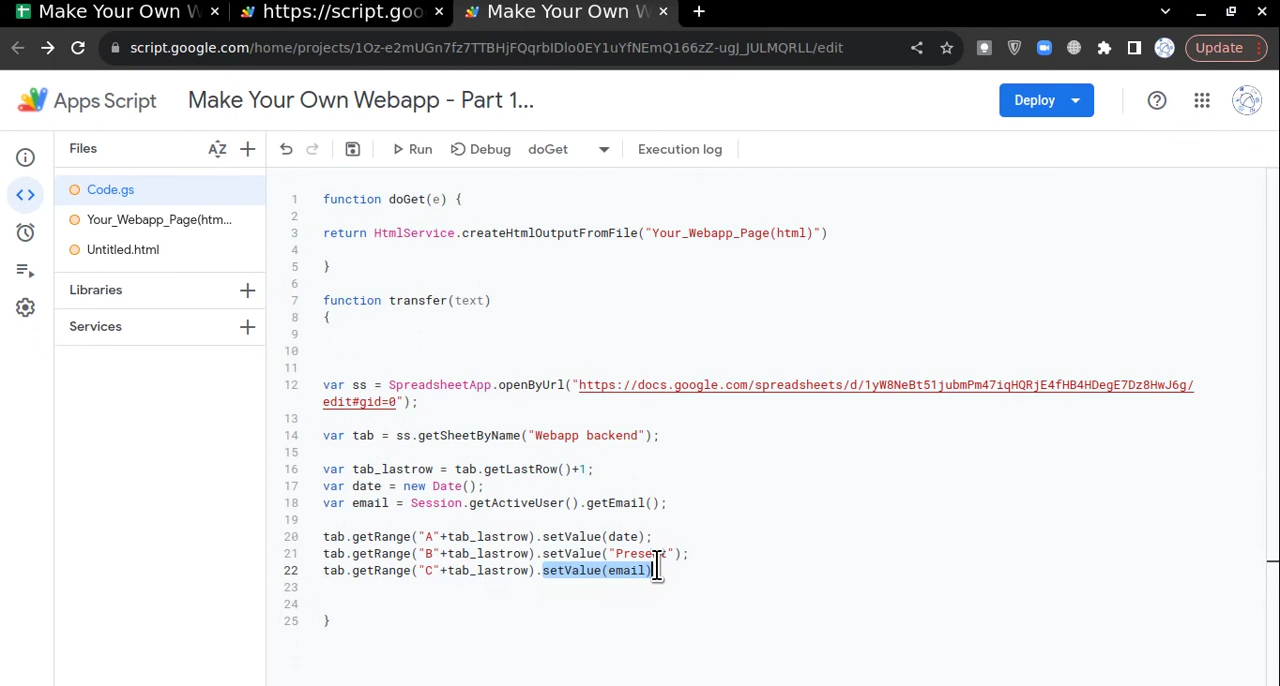 Make Your Own W
https://script.goo
Make Your Own W
script.google.com/home/projects/1Oz-e2mUGn7fz7TTBHjFQqrbIDlo0EY1uYfNEmQ166zZ-ugJ_JULMQRLL/edit
Update
Apps Script
Make Your Own Webapp - Part 1...
Deploy
Files
AZ
Run
Debug
doGet
Execution log
Code.gs
Your_Webapp_Page(htm...
Untitled.html
Libraries
Services
1 function doGet(e) {
2
3 return HtmlService.createHtmlOutputFromFile("Your_Webapp_Page(html)")
4
5 }
6
7 function transfer(text)
8 {
9
10
11
12 var ss = SpreadsheetApp.openByUrl("https://docs.google.com/spreadsheets/d/1yW8NeBt51jubmPm47iqHQRjE4fHB4HDegE7Dz8HwJ6g/
edit#gid=0");
13
14 var tab = ss.getSheetByName("Webapp backend");
15
16 var tab_lastrow = tab.getLastRow()+1;
17 var date = new Date();
18 var email = Session.getActiveUser().getEmail();
19
20 tab.getRange("A"+tab_lastrow).setValue(date);
21 tab.getRange("B"+tab_lastrow).setValue("Present");
22 tab.getRange("C"+tab_lastrow).setValue(email)
23
24
25 }